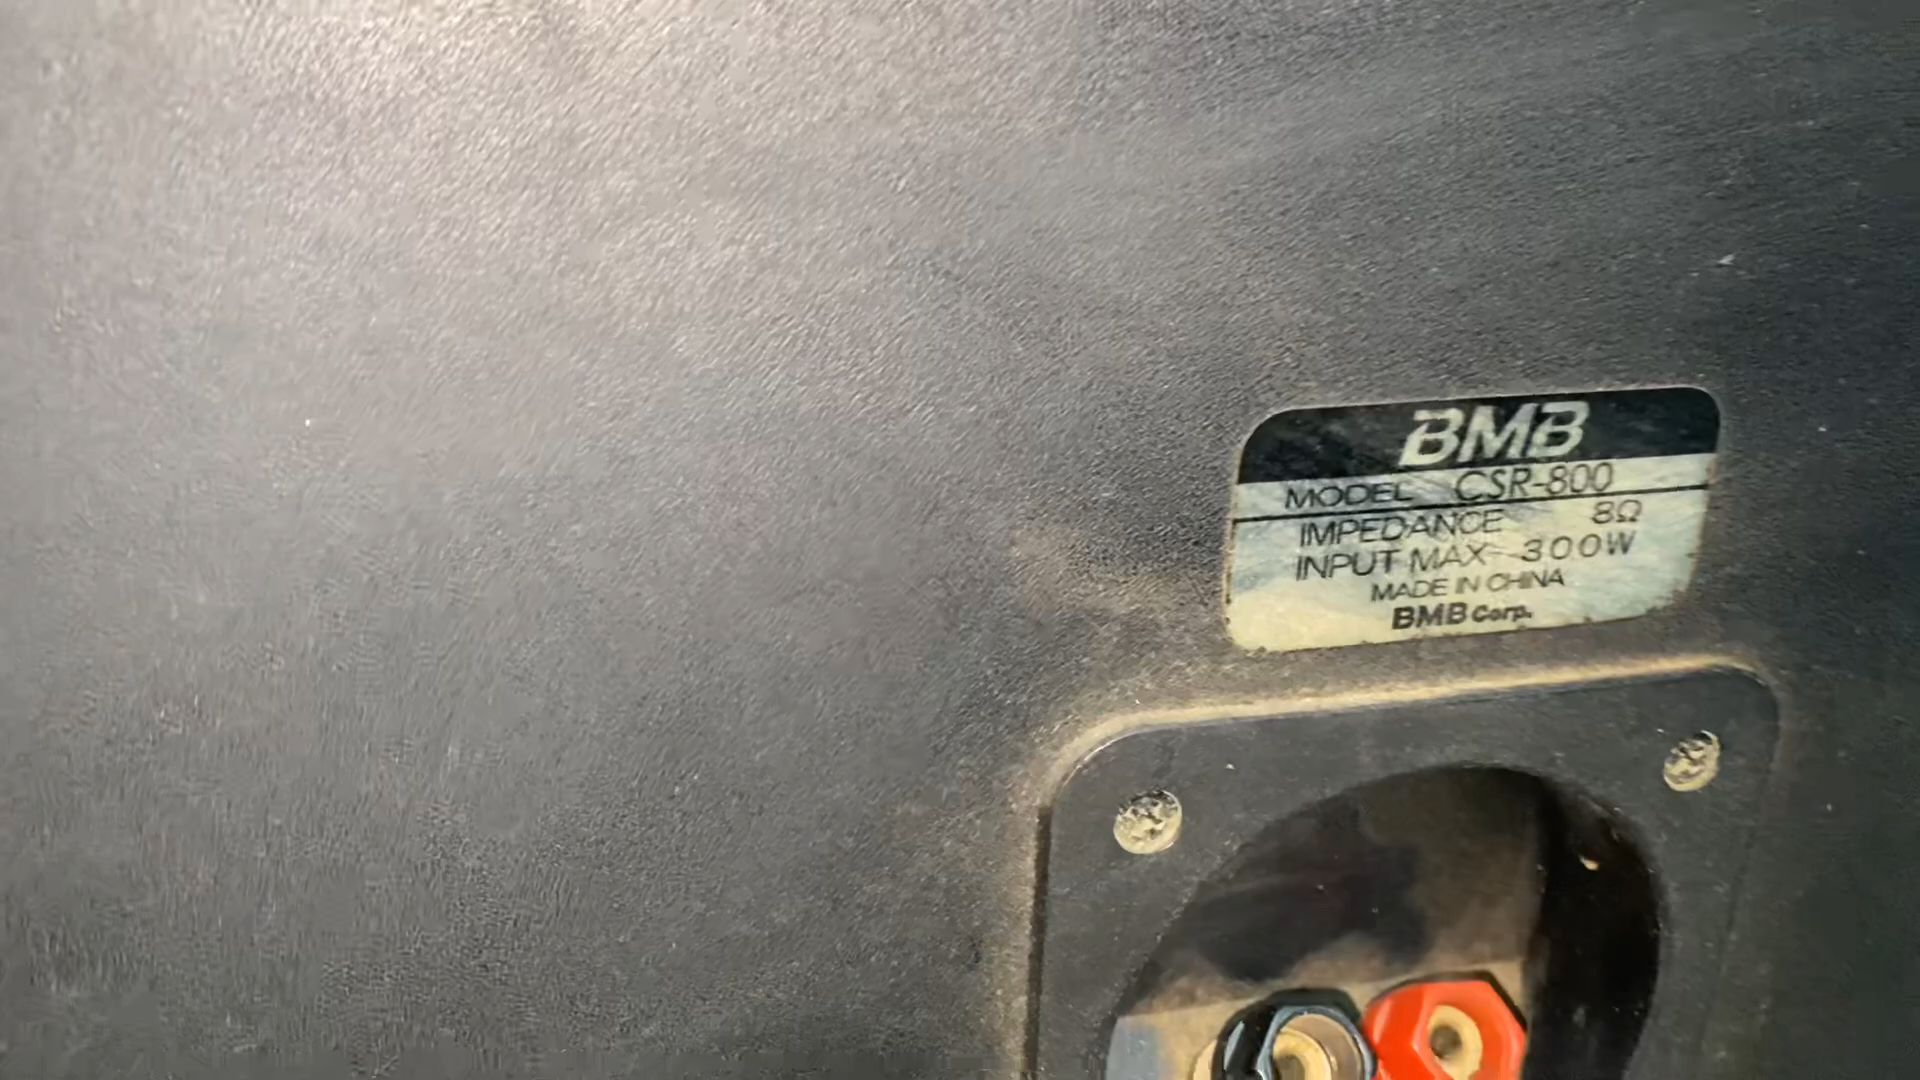 BMB
MODEL CSR-800
IMPEDANCE 8Ω
INPUT MAX 300W
MADE IN CHINA
BMB Corp.